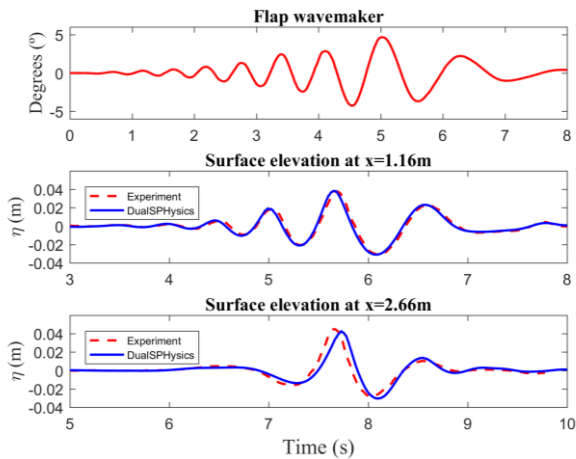 Flap wavemaker
Degrees (º)
5
0
-5
0 1 2 3 4 5 6 7 8
Surface elevation at x=1.16m
η (m)
0.04
0.02
0
-0.02
-0.04
Experiment
DualSPHysics
3 4 5 6 7 8
Surface elevation at x=2.66m
η (m)
0.04
0.02
0
-0.02
-0.04
Experiment
DualSPHysics
5 6 7 8 9 10
Time (s)